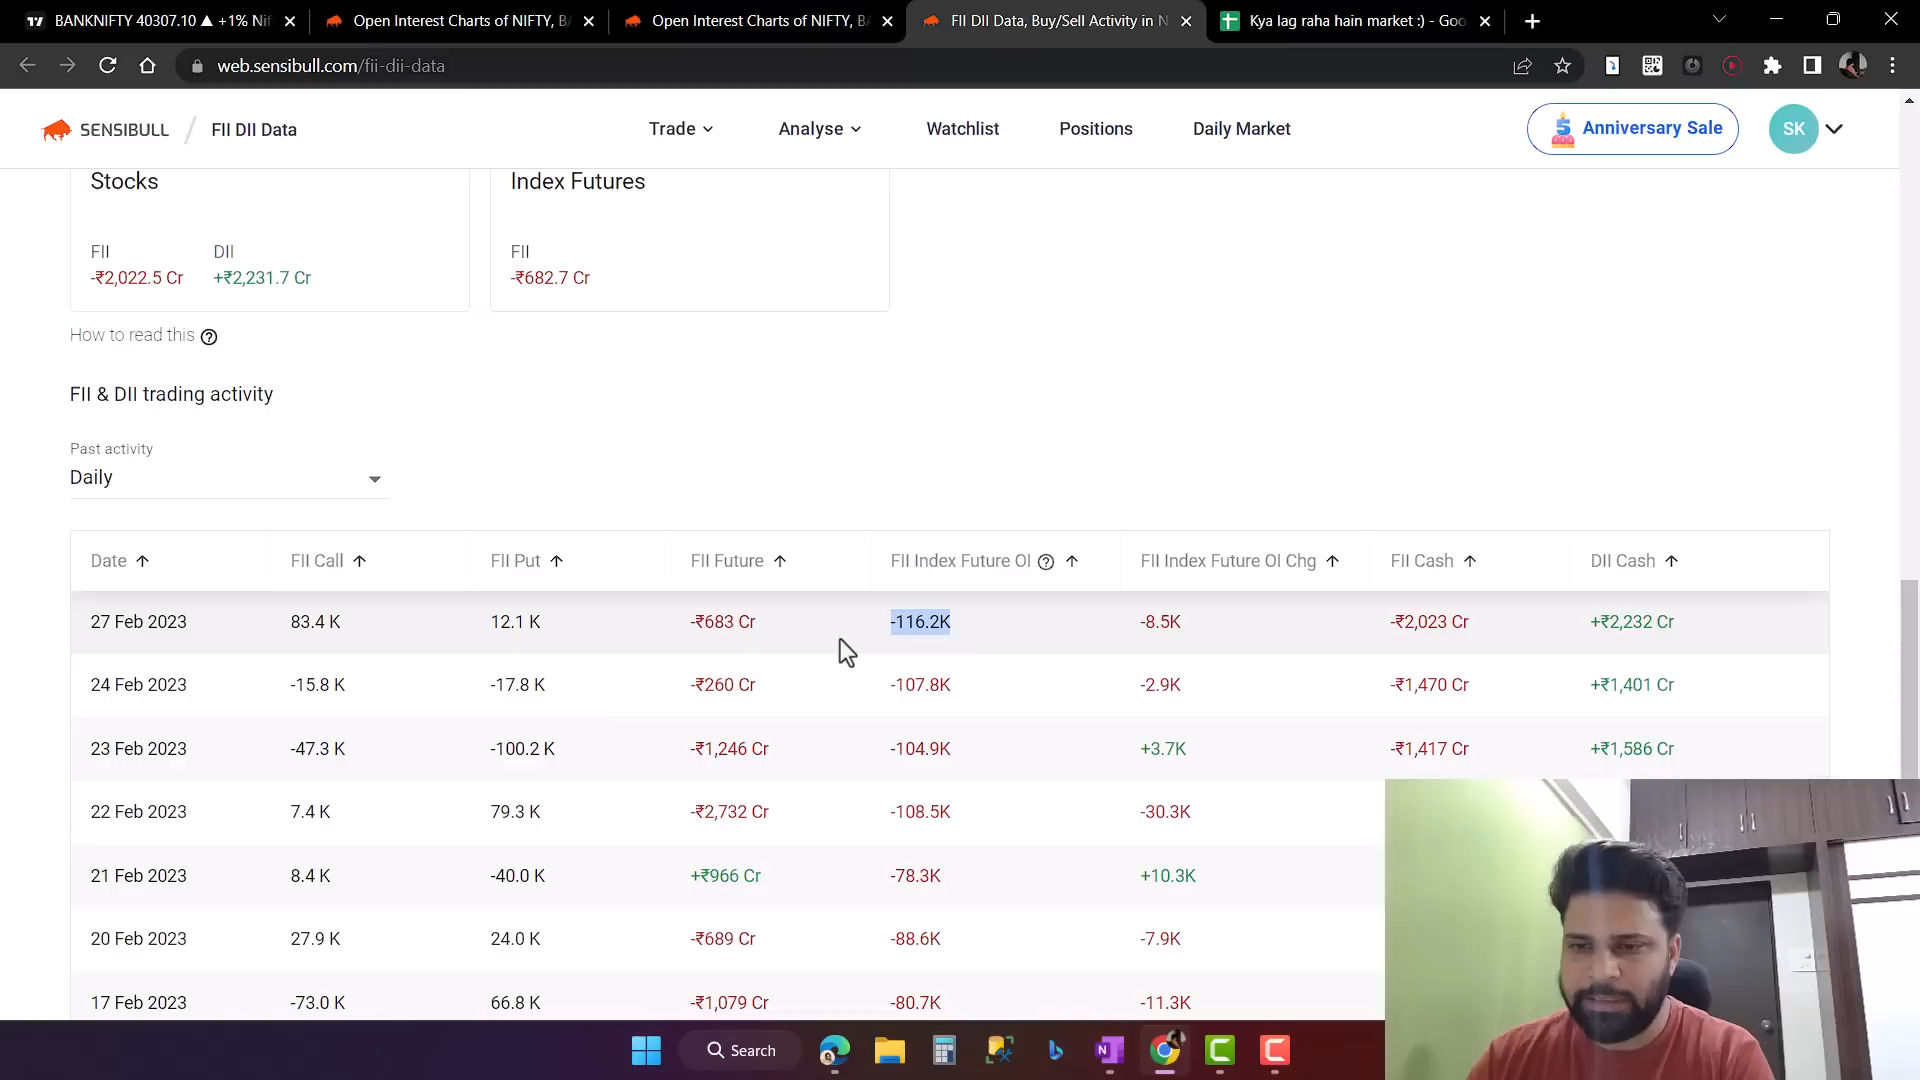 BANKNIFTY 40307.10 ▲ +1% Nif
Open Interest Charts of NIFTY, BA
Open Interest Charts of NIFTY, BA
FII DII Data, Buy/Sell Activity in N
Kya lag raha hain market :) - Goo
web.sensibull.com/fii-dii-data
SENSIBULL / FII DII Data
Trade
Analyse
Watchlist
Positions
Daily Market
5 Anniversary Sale
SK
Stocks
FII DII
-₹2,022.5 Cr +₹2,231.7 Cr
Index Futures
FII
-₹682.7 Cr
How to read this
FII & DII trading activity
Past activity
Daily
Date ↑ FII Call ↑ FII Put ↑ FII Future ↑ FII Index Future OI ↑ FII Index Future OI Chg ↑ FII Cash ↑ DII Cash ↑
27 Feb 2023 83.4 K 12.1 K -₹683 Cr -116.2K -8.5K -₹2,023 Cr +₹2,232 Cr
24 Feb 2023 -15.8 K -17.8 K -₹260 Cr -107.8K -2.9K -₹1,470 Cr +₹1,401 Cr
23 Feb 2023 -47.3 K -100.2 K -₹1,246 Cr -104.9K +3.7K -₹1,417 Cr +₹1,586 Cr
22 Feb 2023 7.4 K 79.3 K -₹2,732 Cr -108.5K -30.3K
21 Feb 2023 8.4 K -40.0 K +₹966 Cr -78.3K +10.3K
20 Feb 2023 27.9 K 24.0 K -₹689 Cr -88.6K -7.9K
17 Feb 2023 -73.0 K 66.8 K -₹1,079 Cr -80.7K -11.3K
Search